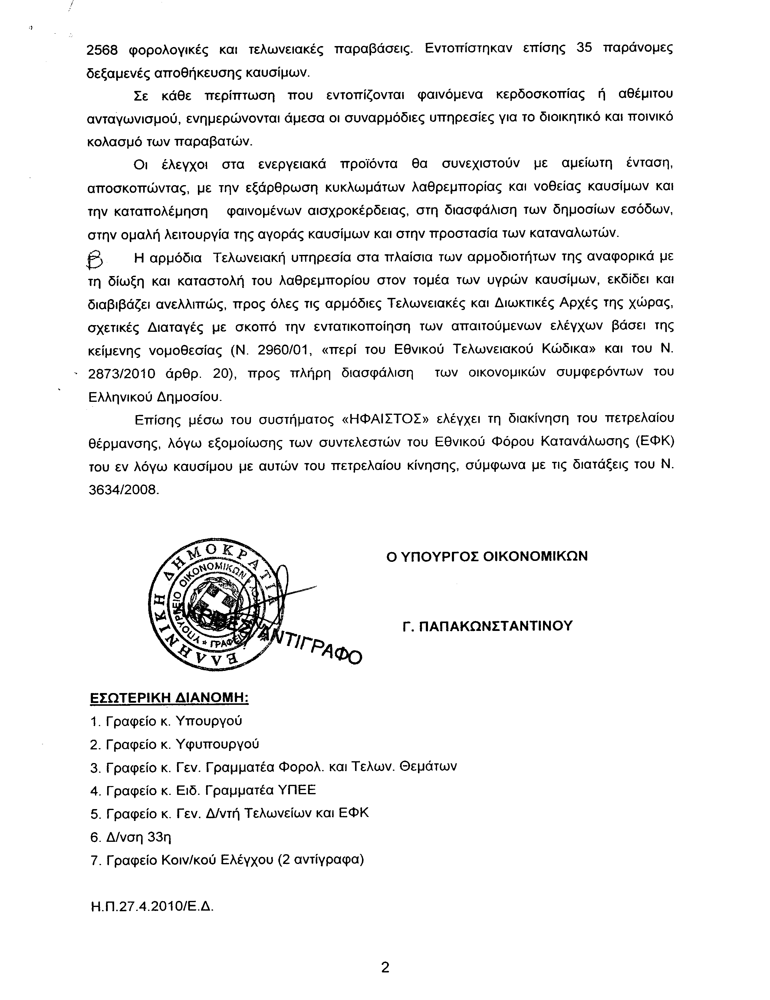 2568 φορολογικές και τελωνειακές παραβάσεις. Εντοπίστηκαν επίσης 35 παράνομες
δεξαμενές αποθήκευσης καυσίμων.
Σε κάθε περίπτωση που εντοπίζονται φαινόμενα κερδοσκοπίας ή αθέμιτου
ανταγωνισμού, ενημερώνονται άμεσα οι συναρμόδιες υπηρεσίες για το διοικητικό και ποινικό
κολασμό των παραβατών.
Οι έλεγχοι στα ενεργειακά προϊόντα θα συνεχιστούν με αμείωτη ένταση,
αποσκοπώντας, με την εξάρθρωση κυκλωμάτων λαθρεμπορίας και νοθείας καυσίμων και
την καταπολέμηση φαινομένων αισχροκέρδειας, στη διασφάλιση των δημοσίων εσόδων,
στην ομαλή λειτουργία της αγοράς καυσίμων και στην προστασία των καταναλωτών.
Β Η αρμόδια Τελωνειακή υπηρεσία στα πλαίσια των αρμοδιοτήτων της αναφορικά με
τη δίωξη και καταστολή του λαθρεμπορίου στον τομέα των υγρών καυσίμων, εκδίδει και
διαβιβάζει ανελλιπώς, προς όλες τις αρμόδιες Τελωνειακές και Διωκτικές Αρχές της χώρας,
σχετικές Διαταγές με σκοπό την εντατικοποίηση των απαιτούμενων ελέγχων βάσει της
κείμενης νομοθεσίας (Ν. 2960/01, «περί του Εθνικού Τελωνειακού Κώδικα» και του Ν.
2873/2010 άρθρ. 20), προς πλήρη διασφάλιση των οικονομικών συμφερόντων του
Ελληνικού Δημοσίου.
Επίσης μέσω του συστήματος «ΗΦΑΙΣΤΟΣ» ελέγχει τη διακίνηση του πετρελαίου
θέρμανσης, λόγω εξομοίωσης των συντελεστών του Εθνικού Φόρου Κατανάλωσης (ΕΦΚ)
του εν λόγω καυσίμου με αυτών του πετρελαίου κίνησης, σύμφωνα με τις διατάξεις του Ν.
3634/2008.
Ο ΥΠΟΥΡΓΟΣ ΟΙΚΟΝΟΜΙΚΩΝ
Γ. ΠΑΠΑΚΩΝΣΤΑΝΤΙΝΟΥ
ΕΛΛΗΝΙΚΗ ΔΗΜΟΚΡΑΤΙΑ
ΥΠΟΥΡΓΕΙΟ ΟΙΚΟΝΟΜΙΚΩΝ
ΑΚΡΙΒΕΣ ΑΝΤΙΓΡΑΦΟ
ΕΣΩΤΕΡΙΚΗ ΔΙΑΝΟΜΗ:
1. Γραφείο κ. Υπουργού
2. Γραφείο κ. Υφυπουργού
3. Γραφείο κ. Γεν. Γραμματέα Φορολ. και Τελων. Θεμάτων
4. Γραφείο κ. Ειδ. Γραμματέα ΥΠΕΕ
5. Γραφείο κ. Γεν. Δ/ντή Τελωνείων και ΕΦΚ
6. Δ/νση 33η
7. Γραφείο Κοιν/κού Ελέγχου (2 αντίγραφα)
Η.Π.27.4.2010/Ε.Δ.
2